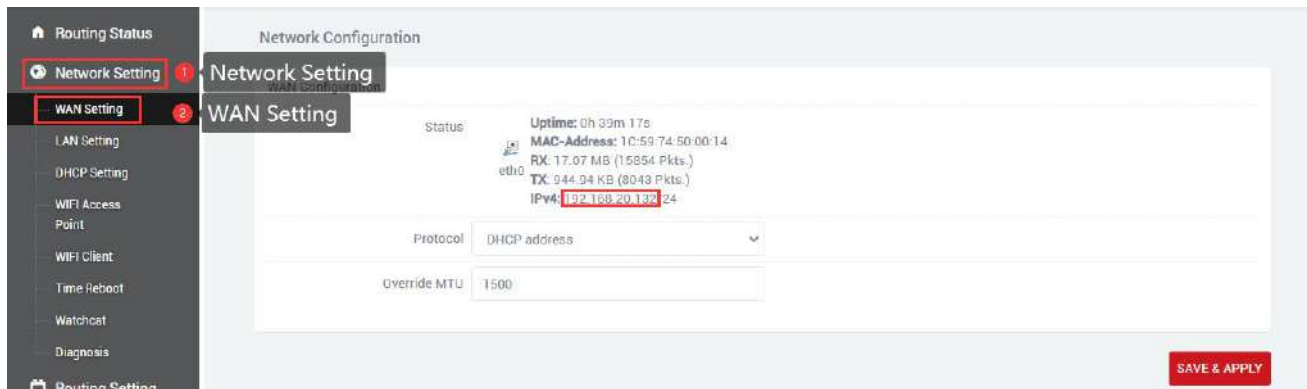 Routing Status
Network Setting
1
Network Setting
WAN Setting
2
WAN Setting
LAN Setting
DHCP Setting
WIFI Access
Point
WIFI Client
Time Reboot
Watchcat
Diagnosis
Routing Setting
Network Configuration
WAN Configuration
Status
eth0
Uptime: 0h 39m 17s
MAC-Address: 1C:59:74:50:00:14
RX: 17.07 MB (15854 Pkts.)
TX: 944.94 KB (8043 Pkts.)
IPv4: 192.168.20.132/24
Protocol
DHCP address
Override MTU
1500
SAVE & APPLY